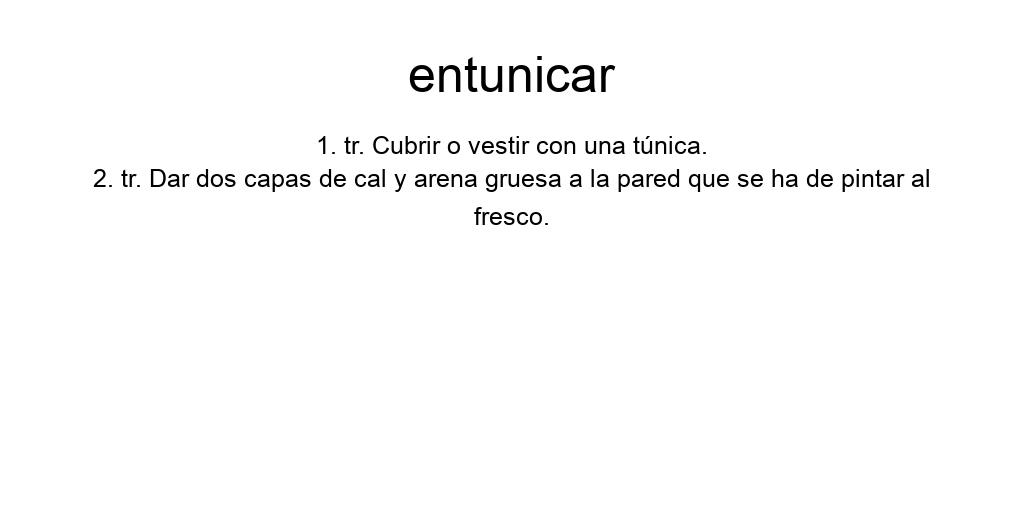 entunicar
1. tr. Cubrir o vestir con una túnica.
2. tr. Dar dos capas de cal y arena gruesa a la pared que se ha de pintar al
fresco.